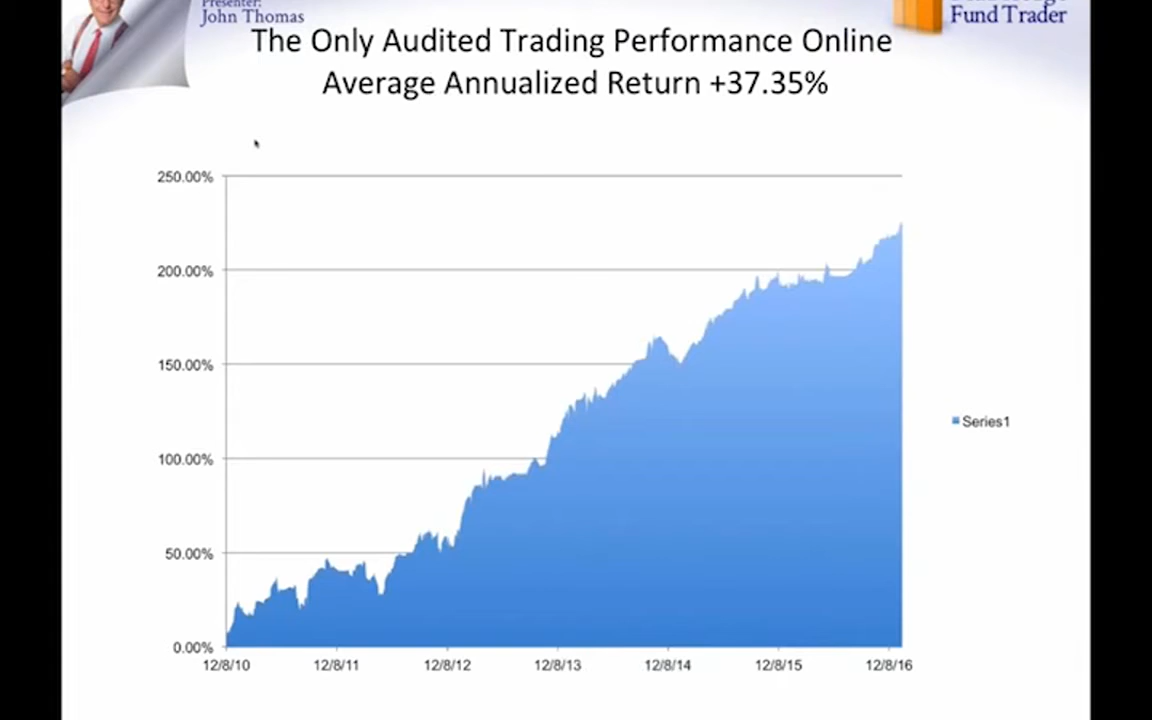 Presenter:
John Thomas
Fund Trader
The Only Audited Trading Performance Online
Average Annualized Return +37.35%
250.00%
200.00%
150.00%
100.00%
50.00%
0.00%
12/8/10 12/8/11 12/8/12 12/8/13 12/8/14 12/8/15 12/8/16
Series1